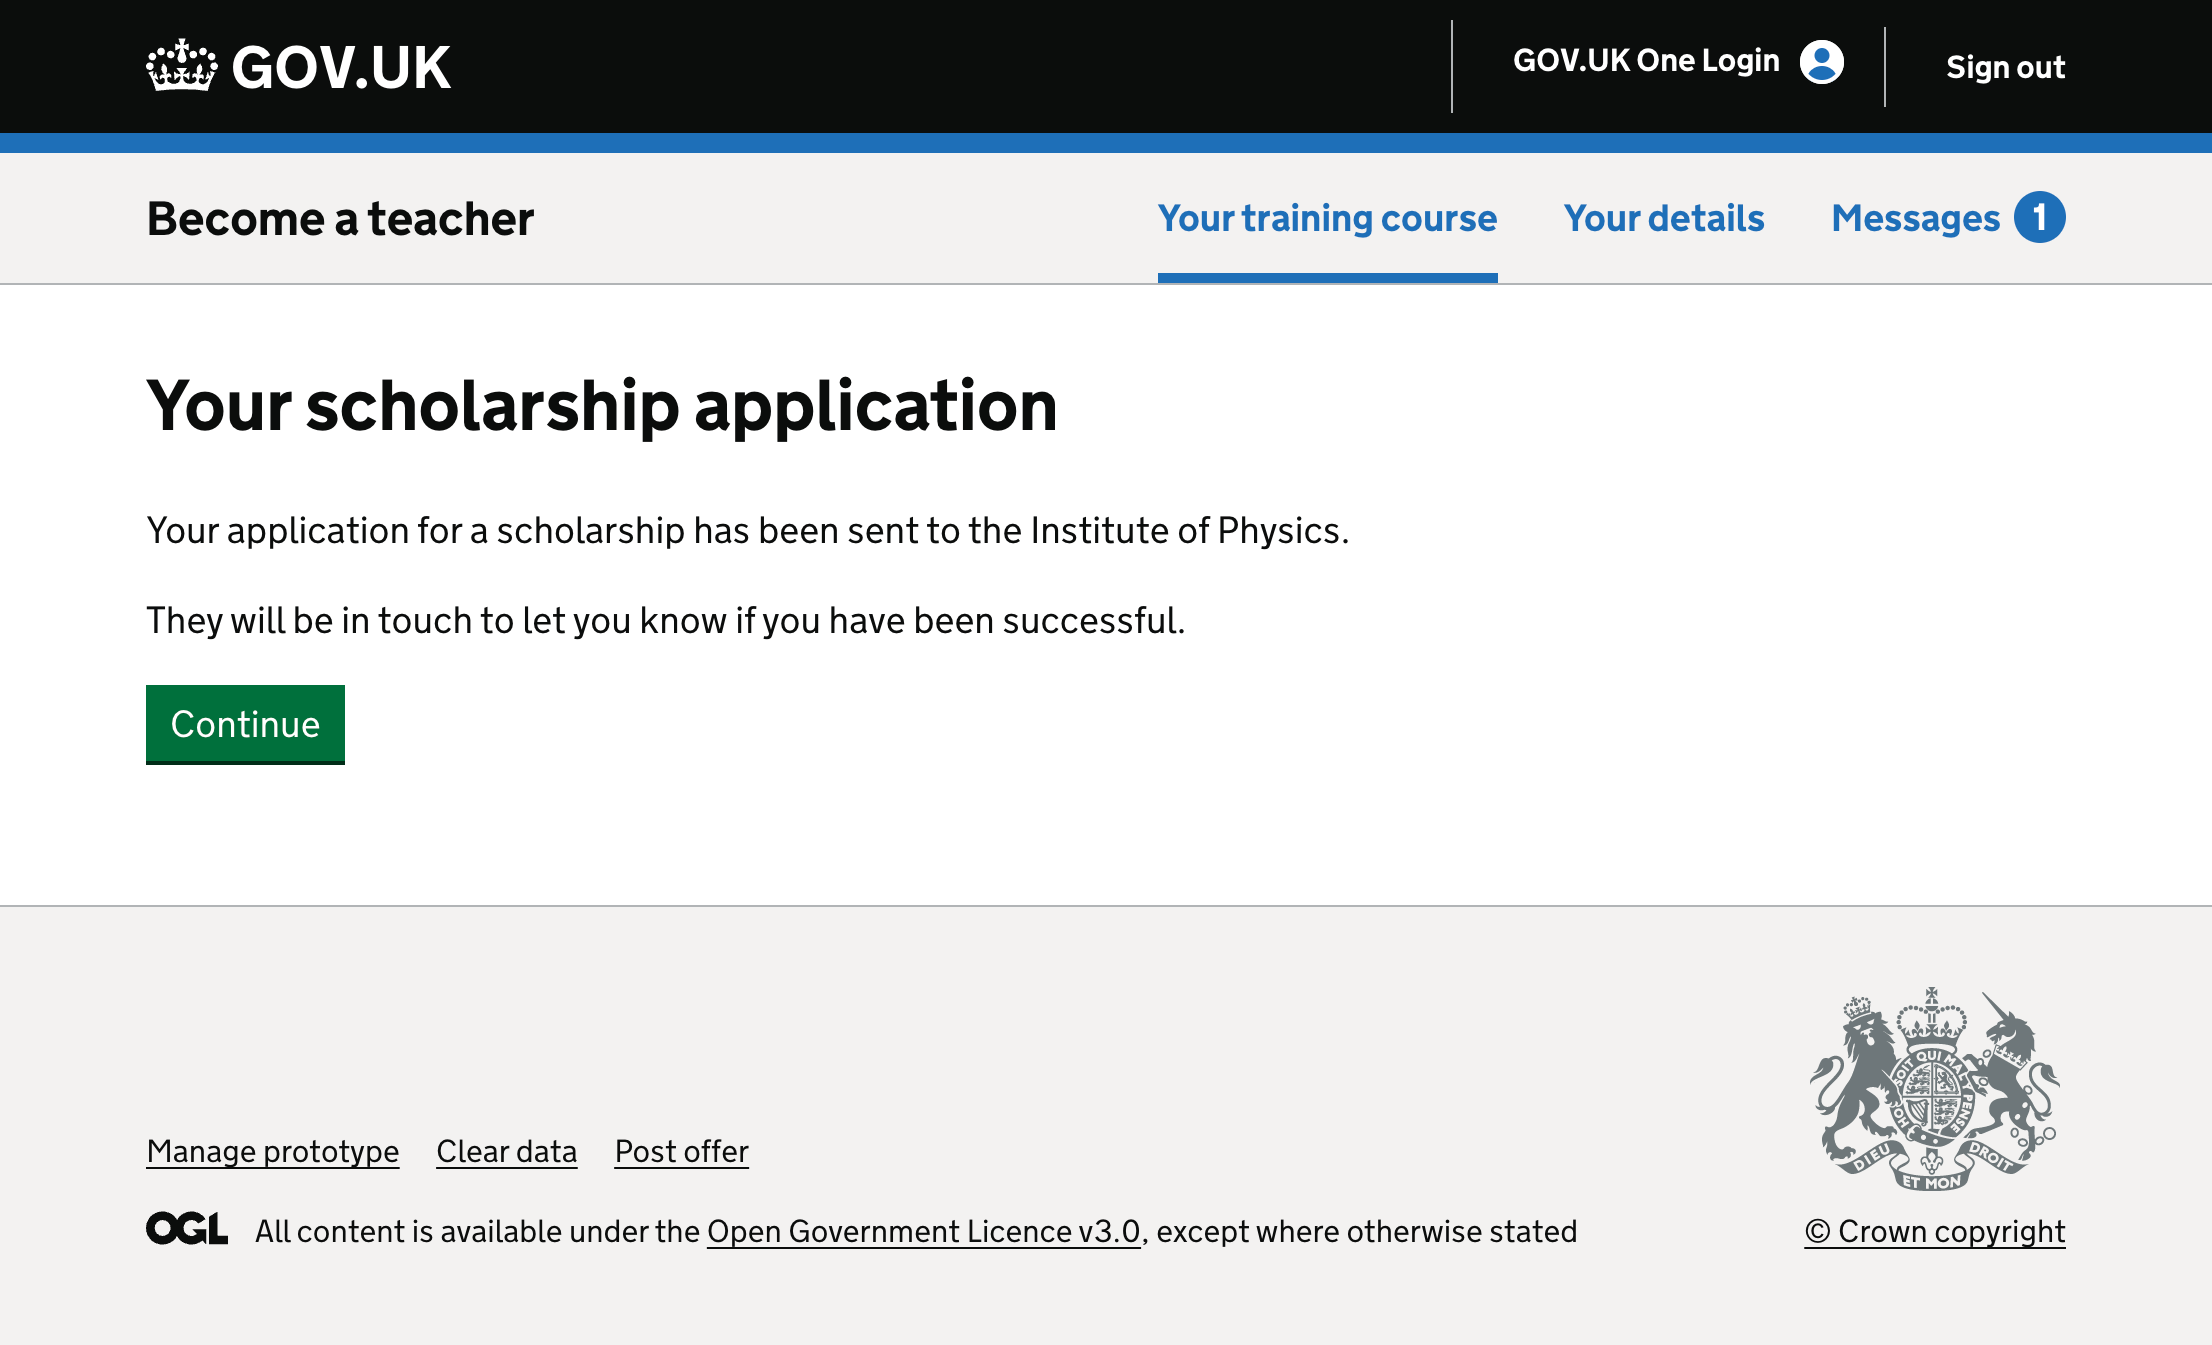 GOV.UK
GOV.UK One Login
Sign out
Become a teacher
Your training course
Your details
Messages 1
Your scholarship application
Your application for a scholarship has been sent to the Institute of Physics.
They will be in touch to let you know if you have been successful.
Continue
Manage prototype
Clear data
Post offer
OGL All content is available under the Open Government Licence v3.0, except where otherwise stated
SOIT QUI MAL
PENSE
HON
DIEU ET MON DROIT
© Crown copyright